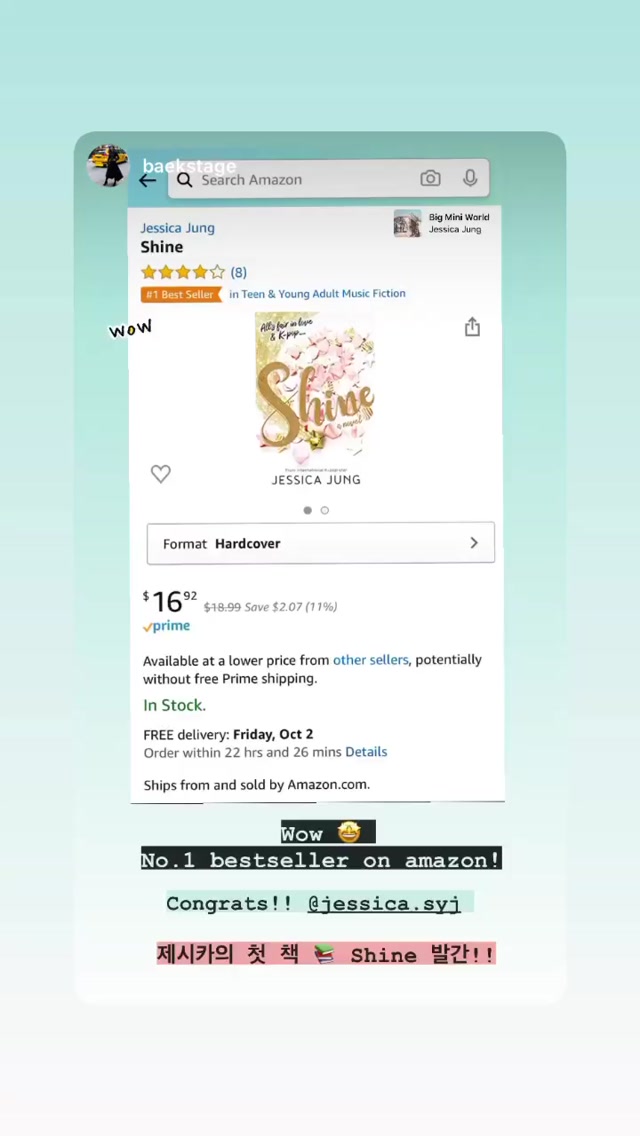 baekstage
Search Amazon
Jessica Jung
Big Mini World
Jessica Jung
Shine
(8)
#1 Best Seller in Teen & Young Adult Music Fiction
wow
All's fair in love
& K-pop...
Shine
a novel
JESSICA JUNG
Format Hardcover
$16 92 $18.99 Save $2.07 (11%)
prime
Available at a lower price from other sellers, potentially
without free Prime shipping.
In Stock.
FREE delivery: Friday, Oct 2
Order within 22 hrs and 26 mins Details
Ships from and sold by Amazon.com.
Wow 🤩
No.1 bestseller on amazon!
Congrats!! @jessica.syj
제시카의 첫 책 📚 Shine 발간!!